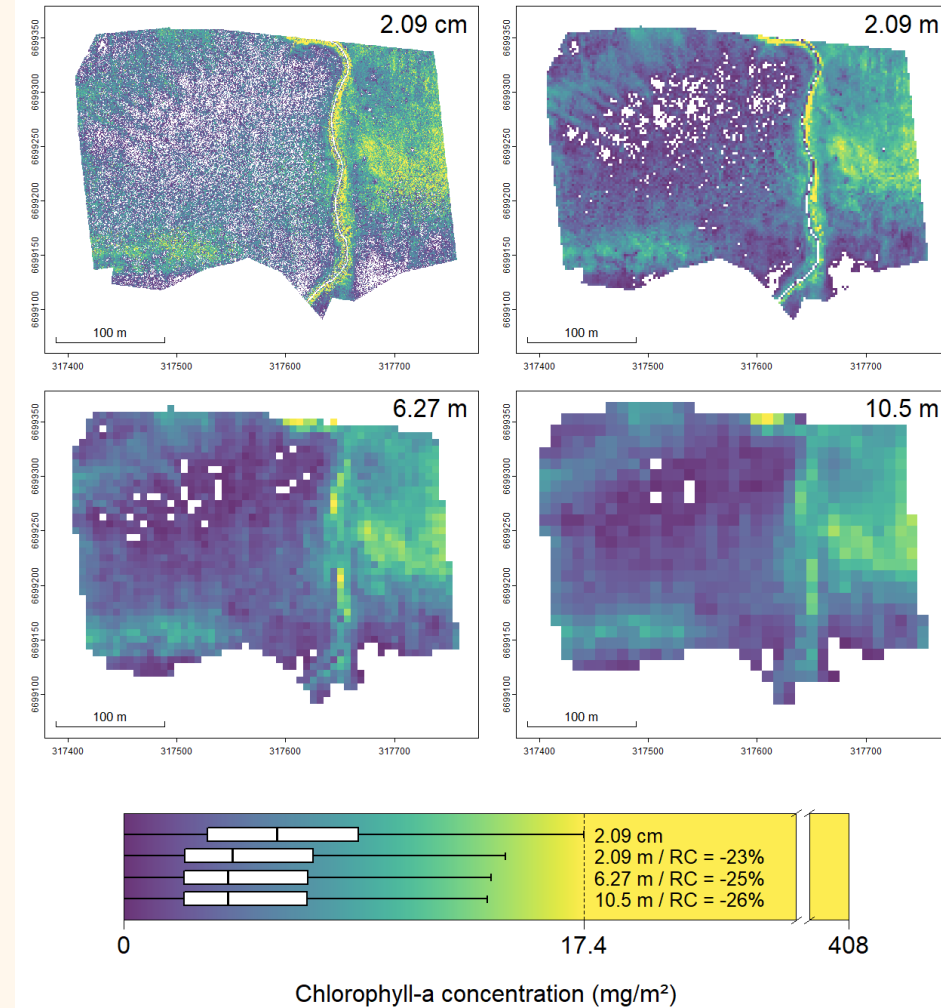 2.09 cm
6699100 6699150 6699200 6699250 6699300 6699350
100 m
317400 317500 317600 317700
2.09 m
6699100 6699150 6699200 6699250 6699300 6699350
100 m
317400 317500 317600 317700
6.27 m
6699100 6699150 6699200 6699250 6699300 6699350
100 m
317400 317500 317600 317700
10.5 m
6699100 6699150 6699200 6699250 6699300 6699350
100 m
317400 317500 317600 317700
2.09 cm
2.09 m / RC = -23%
6.27 m / RC = -25%
10.5 m / RC = -26%
0 17.4 408
Chlorophyll-a concentration (mg/m²)